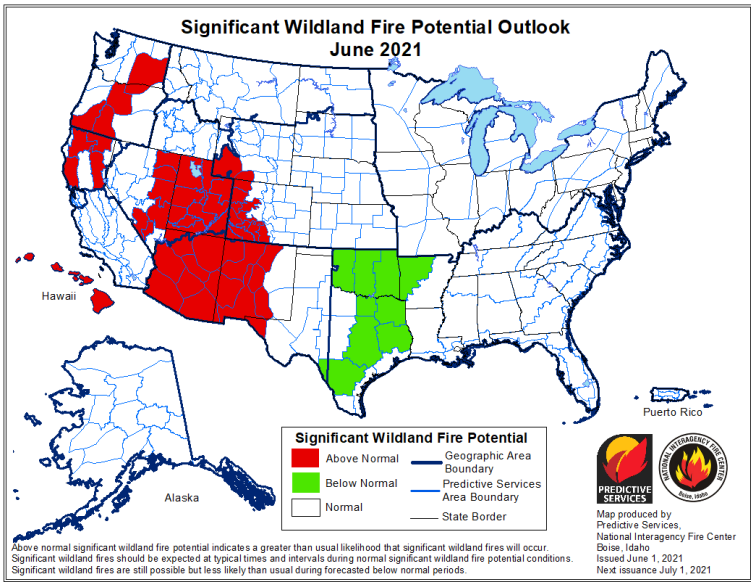 Significant Wildland Fire Potential Outlook
June 2021
Hawaii
Alaska
Puerto Rico
Significant Wildland Fire Potential
Above Normal
Below Normal
Normal
Geographic Area
Boundary
Predictive Services
Area Boundary
State Border
PREDICTIVE
SERVICES
NATIONAL INTERAGENCY FIRE CENTER
Boise, Idaho
Map produced by
Predictive Services,
National Interagency Fire Center
Boise, Idaho
Issued June 1, 2021
Next issuance July 1, 2021
Above normal significant wildland fire potential indicates a greater than usual likelihood that significant wildland fires will occur.
Significant wildland fires should be expected at typical times and intervals during normal significant wildland fire potential conditions.
Significant wildland fires are still possible but less likely than usual during forecasted below normal periods.